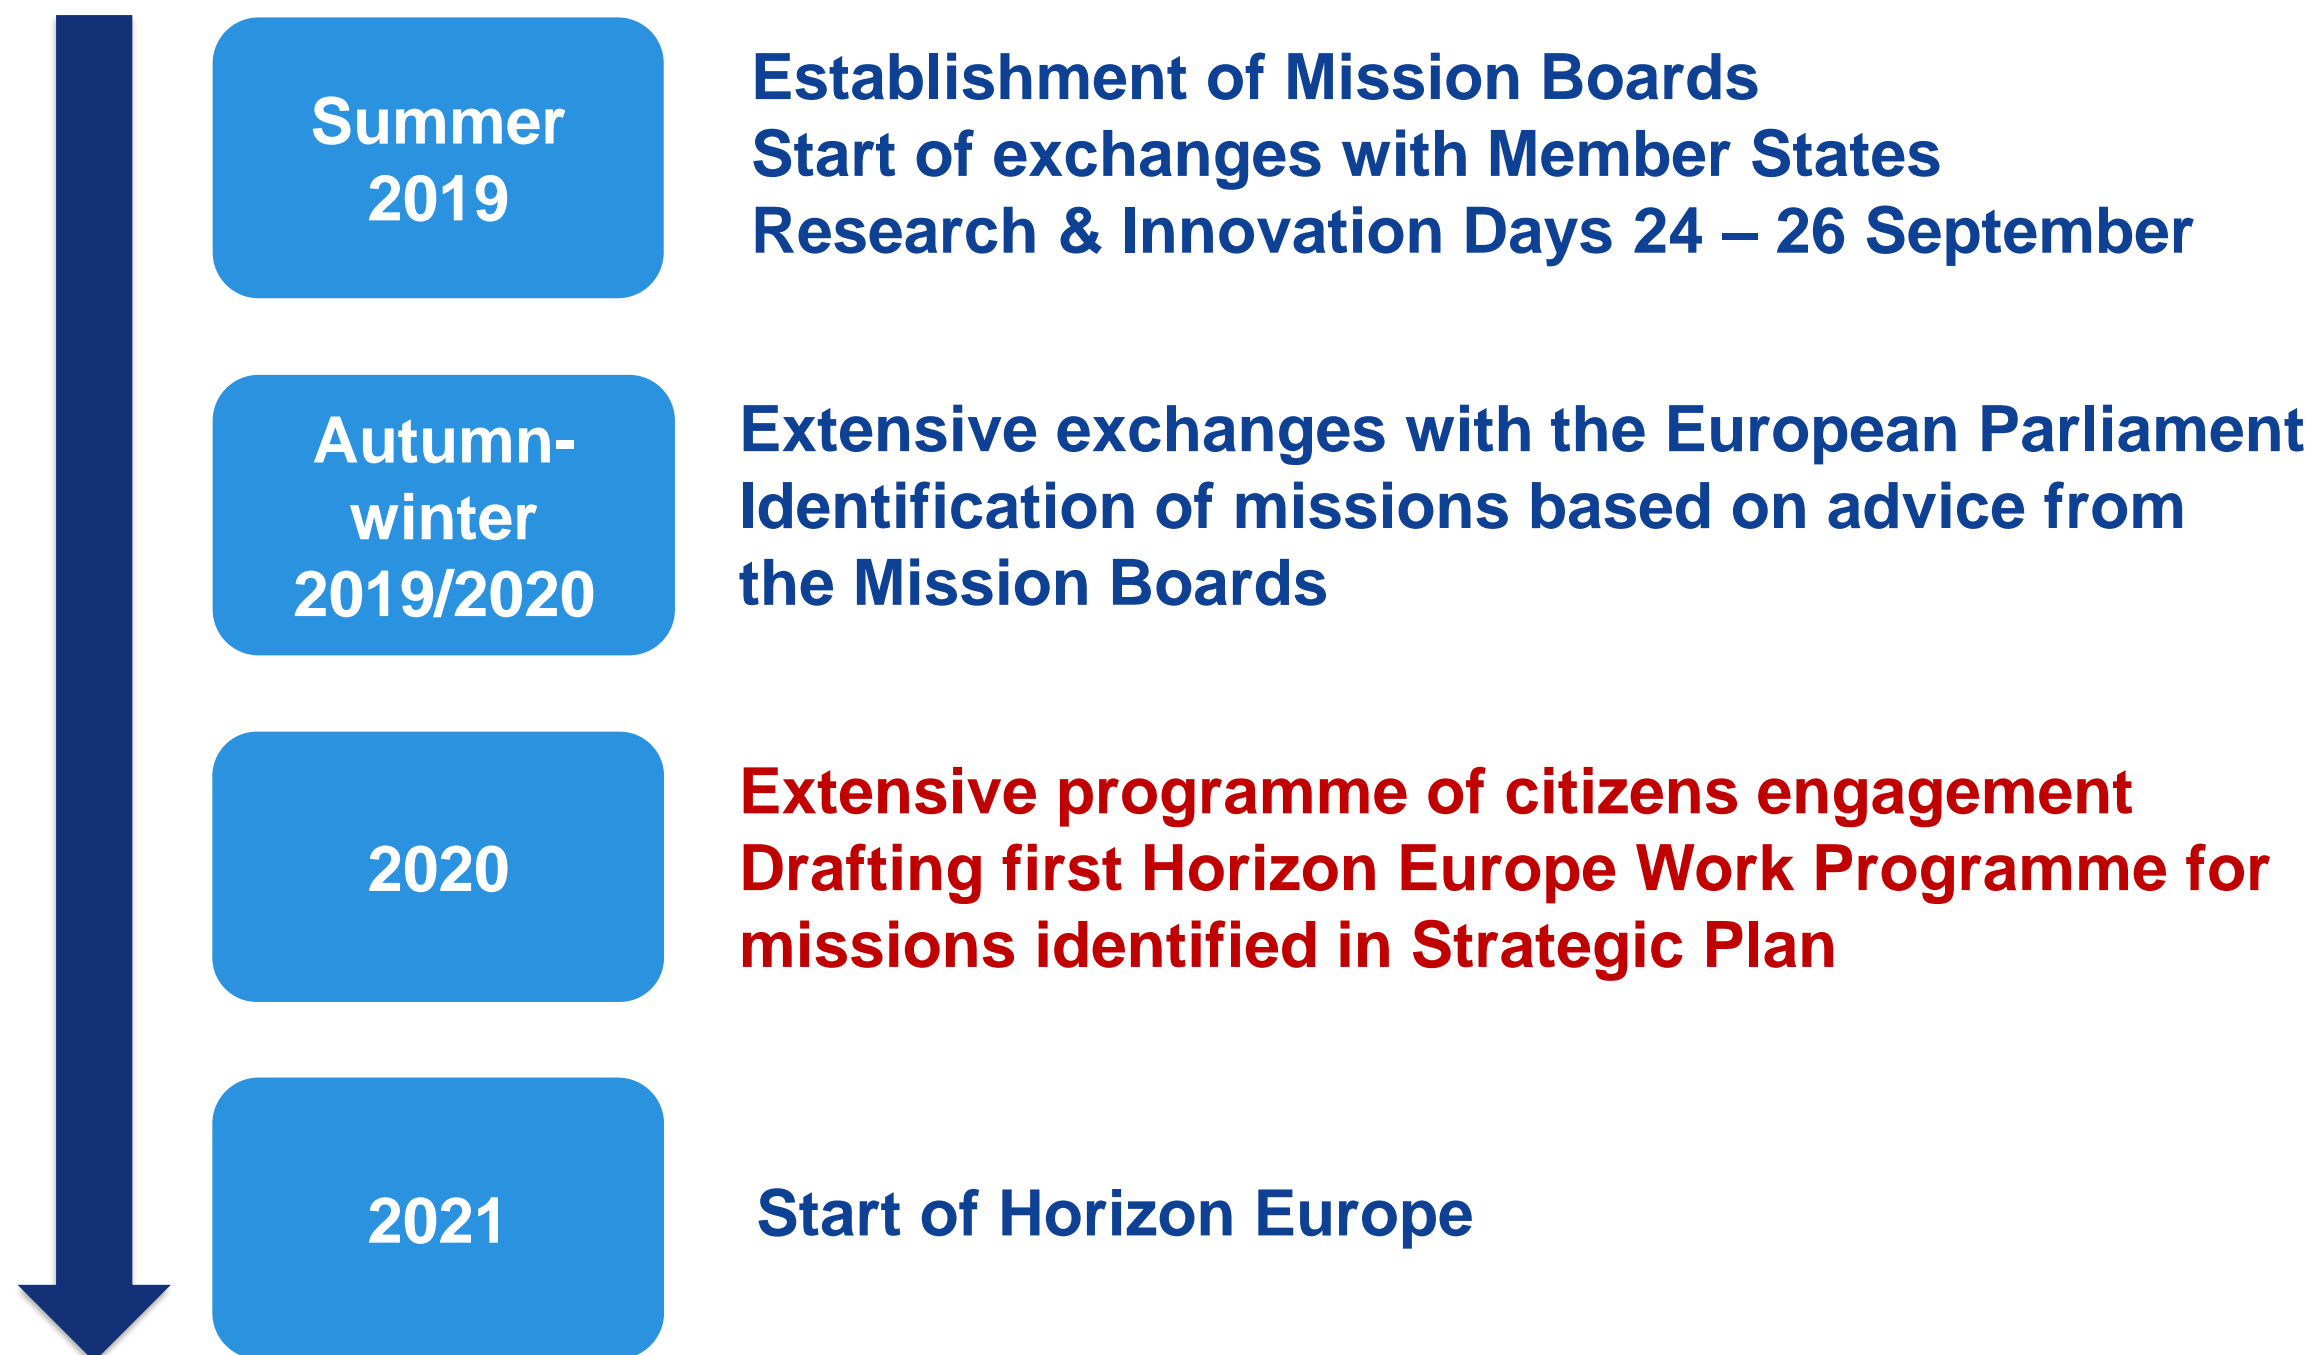 Summer
2019
Establishment of Mission Boards
Start of exchanges with Member States
Research & Innovation Days 24 – 26 September
Autumn-
winter
2019/2020
Extensive exchanges with the European Parliament
Identification of missions based on advice from
the Mission Boards
2020
Extensive programme of citizens engagement
Drafting first Horizon Europe Work Programme for
missions identified in Strategic Plan
2021
Start of Horizon Europe